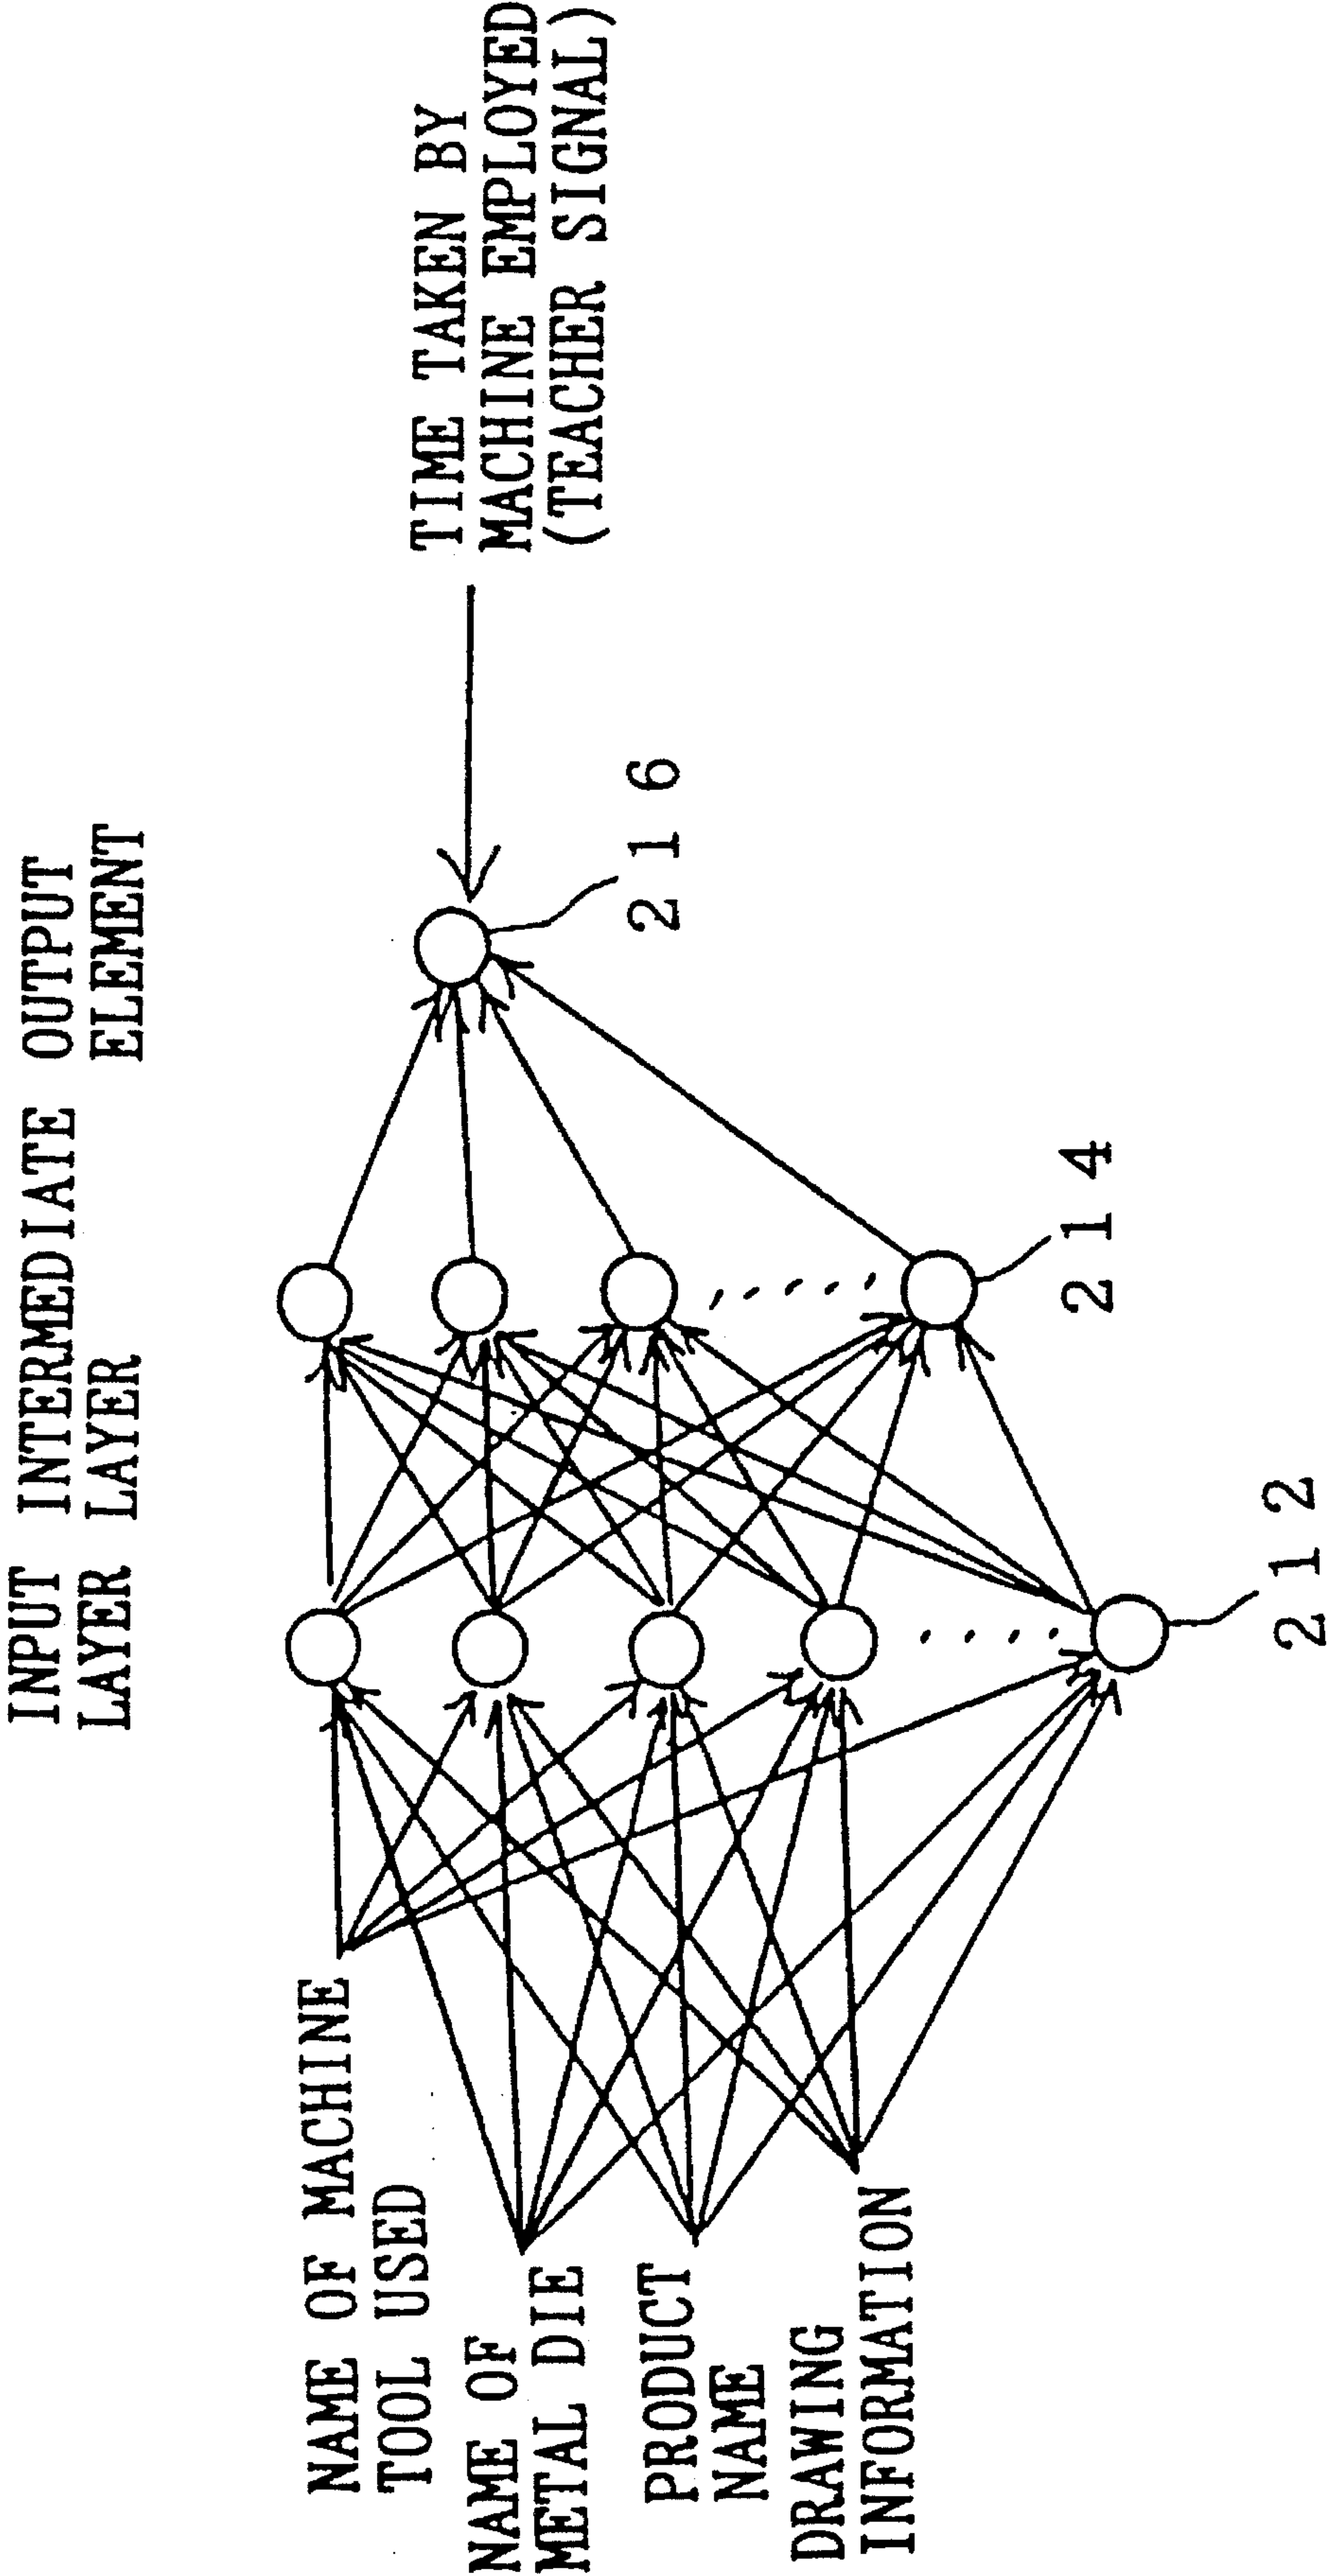 INPUT INTERMEDIATE OUTPUT
LAYER LAYER ELEMENT
NAME OF MACHINE
TOOL USED
NAME OF
METAL DIE
PRODUCT
NAME
DRAWING
INFORMATION
TIME TAKEN BY
MACHINE EMPLOYED
(TEACHER SIGNAL)
216
214
212